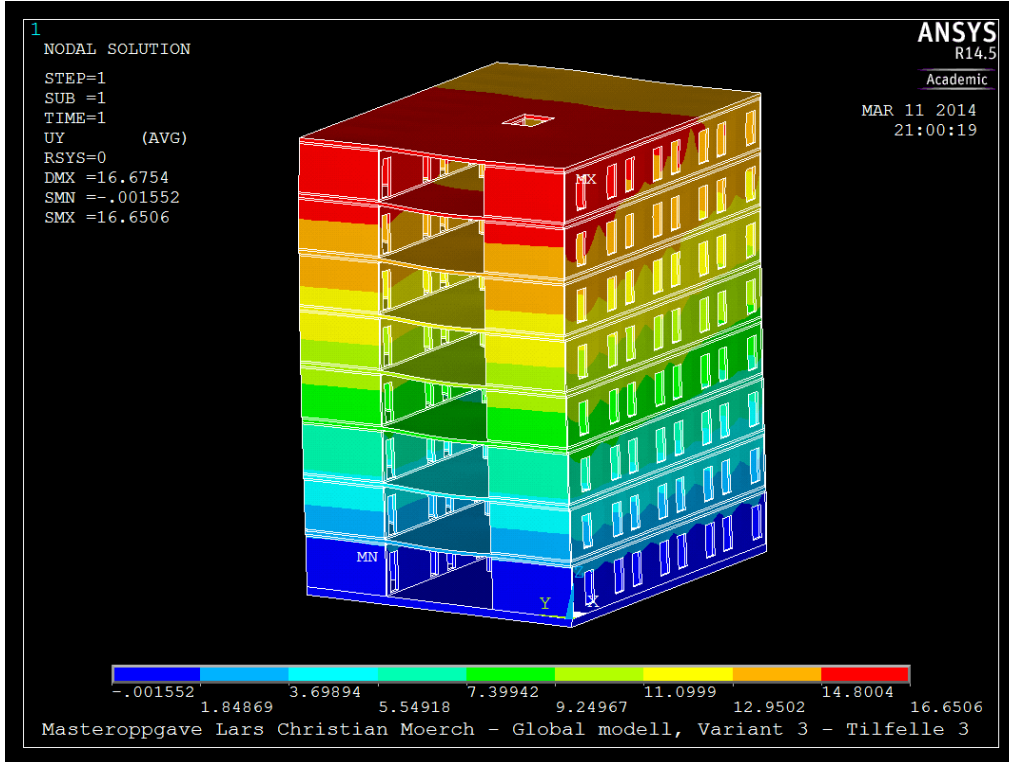 1
NODAL SOLUTION
STEP=1
SUB =1
TIME=1
UY (AVG)
RSYS=0
DMX =16.6754
SMN =-.001552
SMX =16.6506
ANSYS
R14.5
Academic
MAR 11 2014
21:00:19
MX
MN
Y
X
-.001552
1.84869
3.69894
5.54918
7.39942
9.24967
11.0999
12.9502
14.8004
16.6506
Masteroppgave Lars Christian Moerch - Global modell, Variant 3 - Tilfelle 3